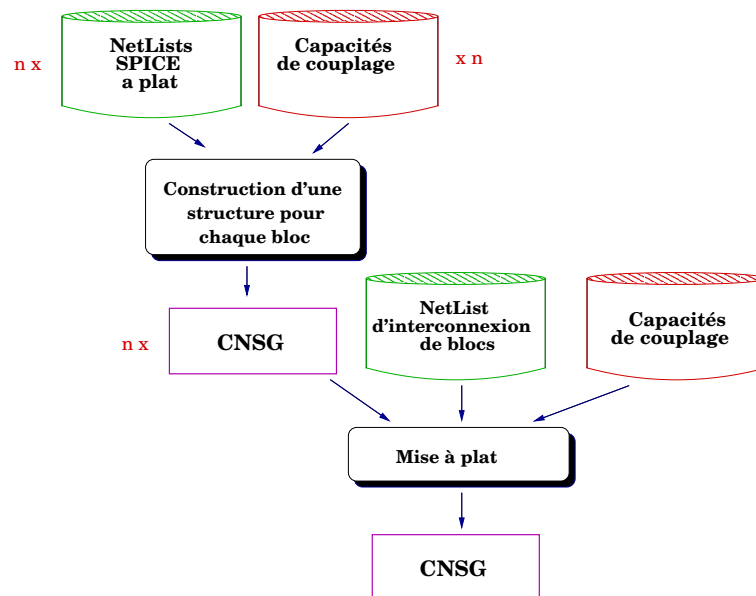 n x
NetLists
SPICE
a plat
Capacités
de couplage
x n
Construction d'une
structure pour
chaque bloc
n x
CNSG
NetList
d'interconnexion
de blocs
Capacités
de couplage
Mise à plat
CNSG